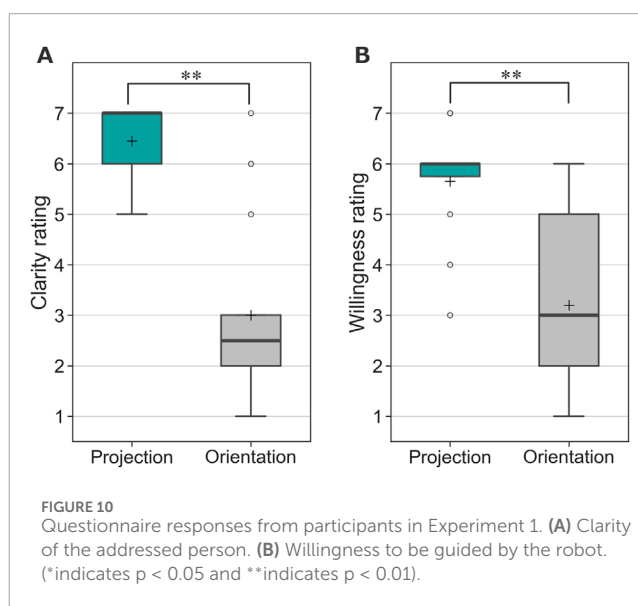 A
**
Clarity rating
7
6
5
4
3
2
1
Projection Orientation
B
**
Willingness rating
7
6
5
4
3
2
1
Projection Orientation
FIGURE 10
Questionnaire responses from participants in Experiment 1. (A) Clarity
of the addressed person. (B) Willingness to be guided by the robot.
(*indicates p < 0.05 and **indicates p < 0.01).